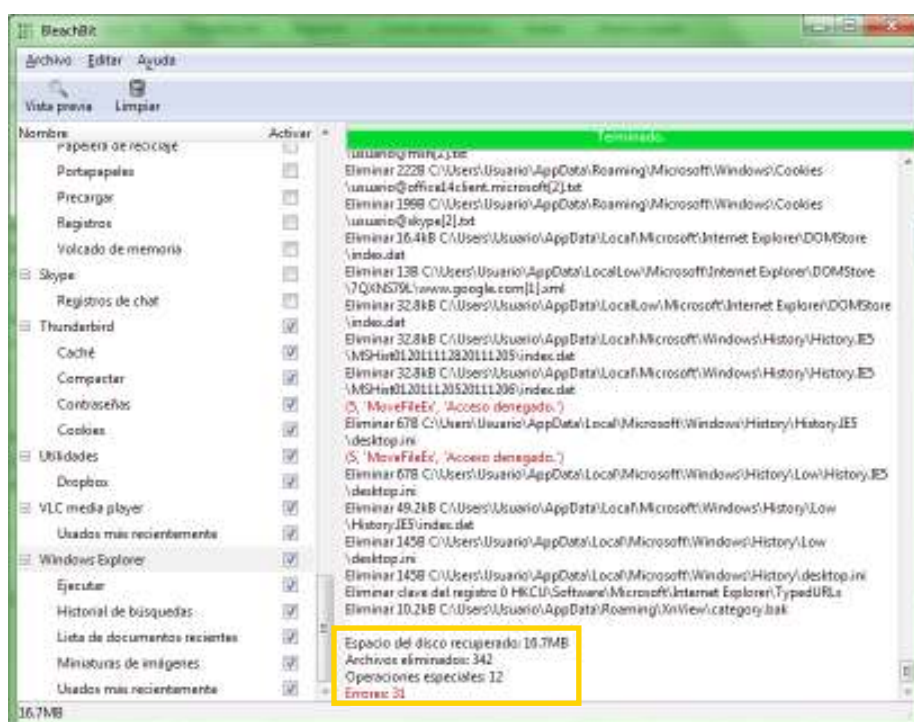 BleachBit
Archivo Editar Ayuda
Vista previa Limpiar
Nombre Activar
Papelera de reciclaje
Portapapeles
Precargar
Registros
Volcado de memoria
Skype
Registros de chat
Thunderbird
Caché
Compactar
Contraseñas
Cookies
Utilidades
Dropbox
VLC media player
Usados más recientemente
Windows Explorer
Ejecutar
Historial de búsquedas
Lista de documentos recientes
Miniaturas de imágenes
Usados más recientemente
16.7MB
Terminado.
Eliminar 222B C:\Users\Usuario\AppData\Roaming\Microsoft\Windows\Cookies
\usuario@office14client.microsoft[2].txt
Eliminar 199B C:\Users\Usuario\AppData\Roaming\Microsoft\Windows\Cookies
\usuario@skype[2].txt
Eliminar 16.4kB C:\Users\Usuario\AppData\Local\Microsoft\Internet Explorer\DOMStore
\index.dat
Eliminar 13B C:\Users\Usuario\AppData\LocalLow\Microsoft\Internet Explorer\DOMStore
\7QXNS79L\www.google.com[1].xml
Eliminar 32.8kB C:\Users\Usuario\AppData\LocalLow\Microsoft\Internet Explorer\DOMStore
\index.dat
Eliminar 32.8kB C:\Users\Usuario\AppData\Local\Microsoft\Windows\History\History.IE5
\MSHist012011112820111205\index.dat
Eliminar 32.8kB C:\Users\Usuario\AppData\Local\Microsoft\Windows\History\History.IE5
\MSHist012011120520111206\index.dat
(5, 'MoveFileEx', 'Acceso denegado.')
Eliminar 67B C:\Users\Usuario\AppData\Local\Microsoft\Windows\History\History.IE5
\desktop.ini
(5, 'MoveFileEx', 'Acceso denegado.')
Eliminar 67B C:\Users\Usuario\AppData\Local\Microsoft\Windows\History\Low\History.IE5
\desktop.ini
Eliminar 49.2kB C:\Users\Usuario\AppData\Local\Microsoft\Windows\History\Low
\History.IE5\index.dat
Eliminar 145B C:\Users\Usuario\AppData\Local\Microsoft\Windows\History\Low
\desktop.ini
Eliminar 145B C:\Users\Usuario\AppData\Local\Microsoft\Windows\History\desktop.ini
Eliminar clave del registro 0 HKCU\Software\Microsoft\Internet Explorer\TypedURLs
Eliminar 10.2kB C:\Users\Usuario\AppData\Roaming\XnView\category.bak
Espacio del disco recuperado: 16.7MB
Archivos eliminados: 342
Operaciones especiales: 12
Errores: 31